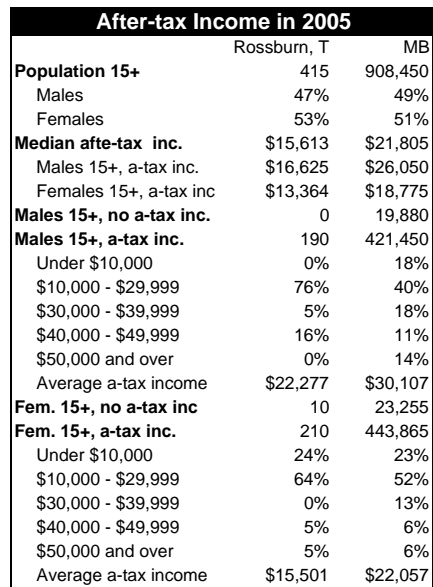 After-tax Income in 2005
Rossburn, T MB
Population 15+ 415 908,450
Males 47% 49%
Females 53% 51%
Median afte-tax inc. $15,613 $21,805
Males 15+, a-tax inc. $16,625 $26,050
Females 15+, a-tax inc $13,364 $18,775
Males 15+, no a-tax inc. 0 19,880
Males 15+, a-tax inc. 190 421,450
Under $10,000 0% 18%
$10,000 - $29,999 76% 40%
$30,000 - $39,999 5% 18%
$40,000 - $49,999 16% 11%
$50,000 and over 0% 14%
Average a-tax income $22,277 $30,107
Fem. 15+, no a-tax inc 10 23,255
Fem. 15+, a-tax inc. 210 443,865
Under $10,000 24% 23%
$10,000 - $29,999 64% 52%
$30,000 - $39,999 0% 13%
$40,000 - $49,999 5% 6%
$50,000 and over 5% 6%
Average a-tax income $15,501 $22,057